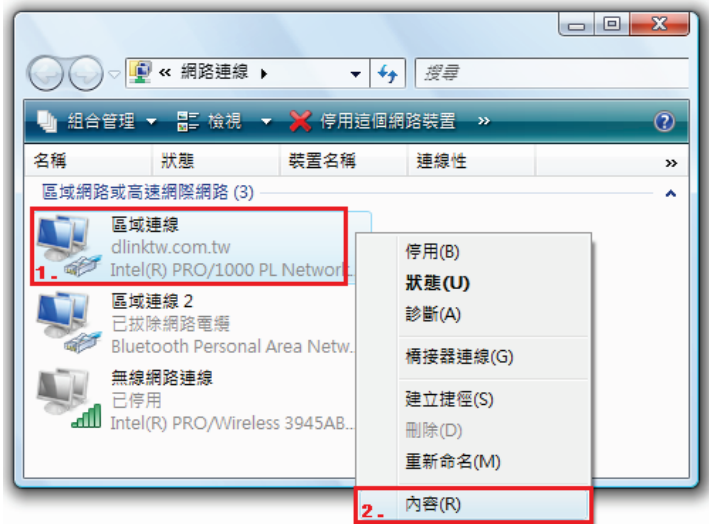 « 網路連線
搜尋
組合管理 檢視 停用這個網路裝置 »
名稱 狀態 裝置名稱 連線性 »
區域網路或高速網際網路 (3)
1.
區域連線
dlinktw.com.tw
Intel(R) PRO/1000 PL Network...
區域連線 2
已拔除網路電纜
Bluetooth Personal Area Netw...
無線網路連線
已停用
Intel(R) PRO/Wireless 3945AB...
停用(B)
狀態(U)
診斷(A)
橋接器連線(G)
建立捷徑(S)
刪除(D)
重新命名(M)
2.
內容(R)